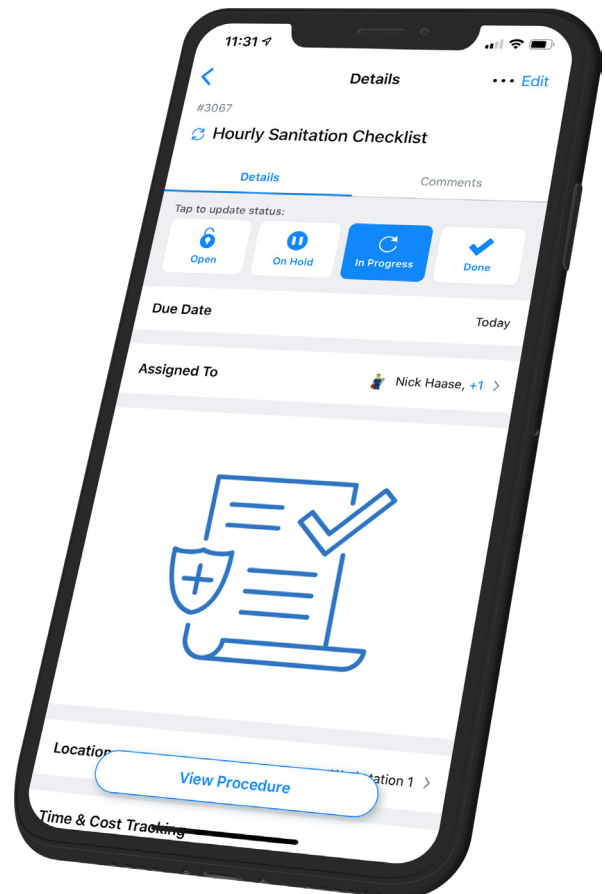 11:31
Details
••• Edit
#3067
Hourly Sanitation Checklist
Details
Comments
Tap to update status:
Open
On Hold
In Progress
Done
Due Date
Today
Assigned To
Nick Haase, +1
Location
Workstation 1
View Procedure
Time & Cost Tracking